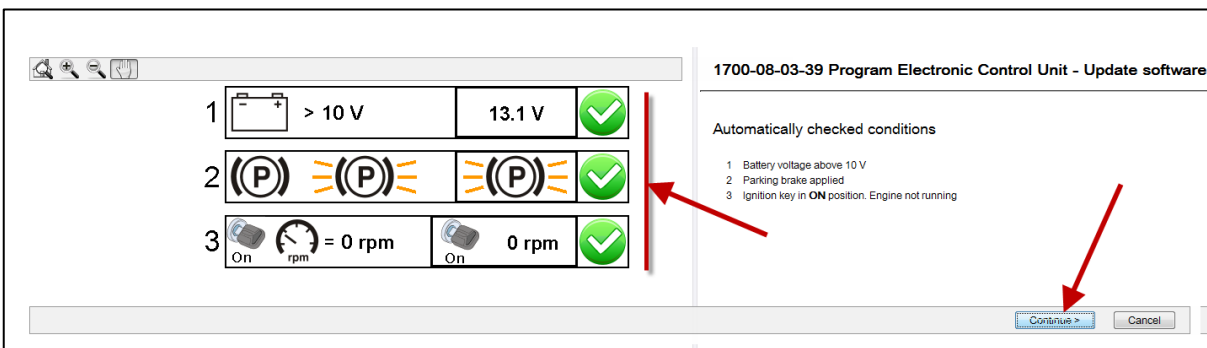 1 - + > 10 V 13.1 V
2 (P) (P) (P)
3 On rpm = 0 rpm On 0 rpm
1700-08-03-39 Program Electronic Control Unit - Update software
Automatically checked conditions
1 Battery voltage above 10 V
2 Parking brake applied
3 Ignition key in ON position. Engine not running
Continue > Cancel